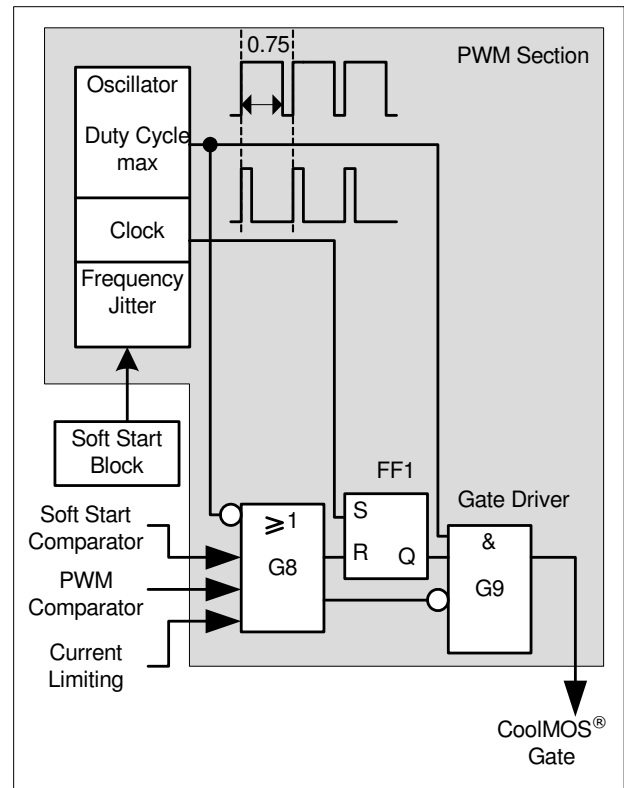 0.75
PWM Section
Oscillator
Duty Cycle
max
Clock
Frequency
Jitter
Soft Start
Block
FF1
Gate Driver
Soft Start
Comparator
PWM
Comparator
Current
Limiting
≥1
G8
S
R
Q
&
G9
CoolMOS®
Gate